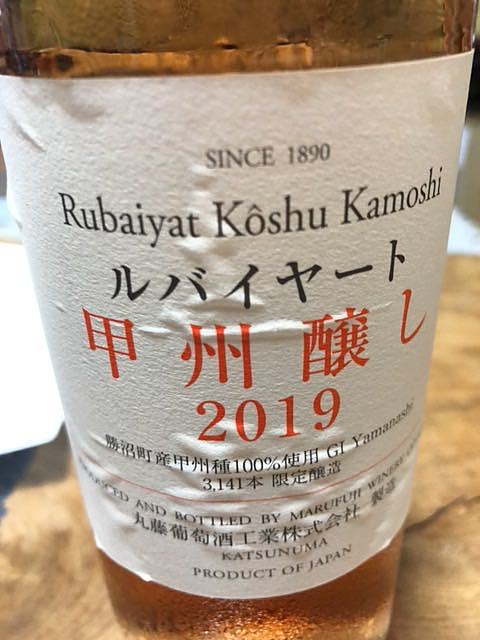 SINCE 1890
Rubaiyat Kôshu Kamoshi
ルバイヤート
甲州醸し
2019
勝沼町産甲州種100%使用 GI Yamanashi
3,141本 限定醸造
PRODUCED AND BOTTLED BY MARUFUJI WINERY
丸藤葡萄酒工業株式会社 製造
KATSUNUMA
PRODUCT OF JAPAN